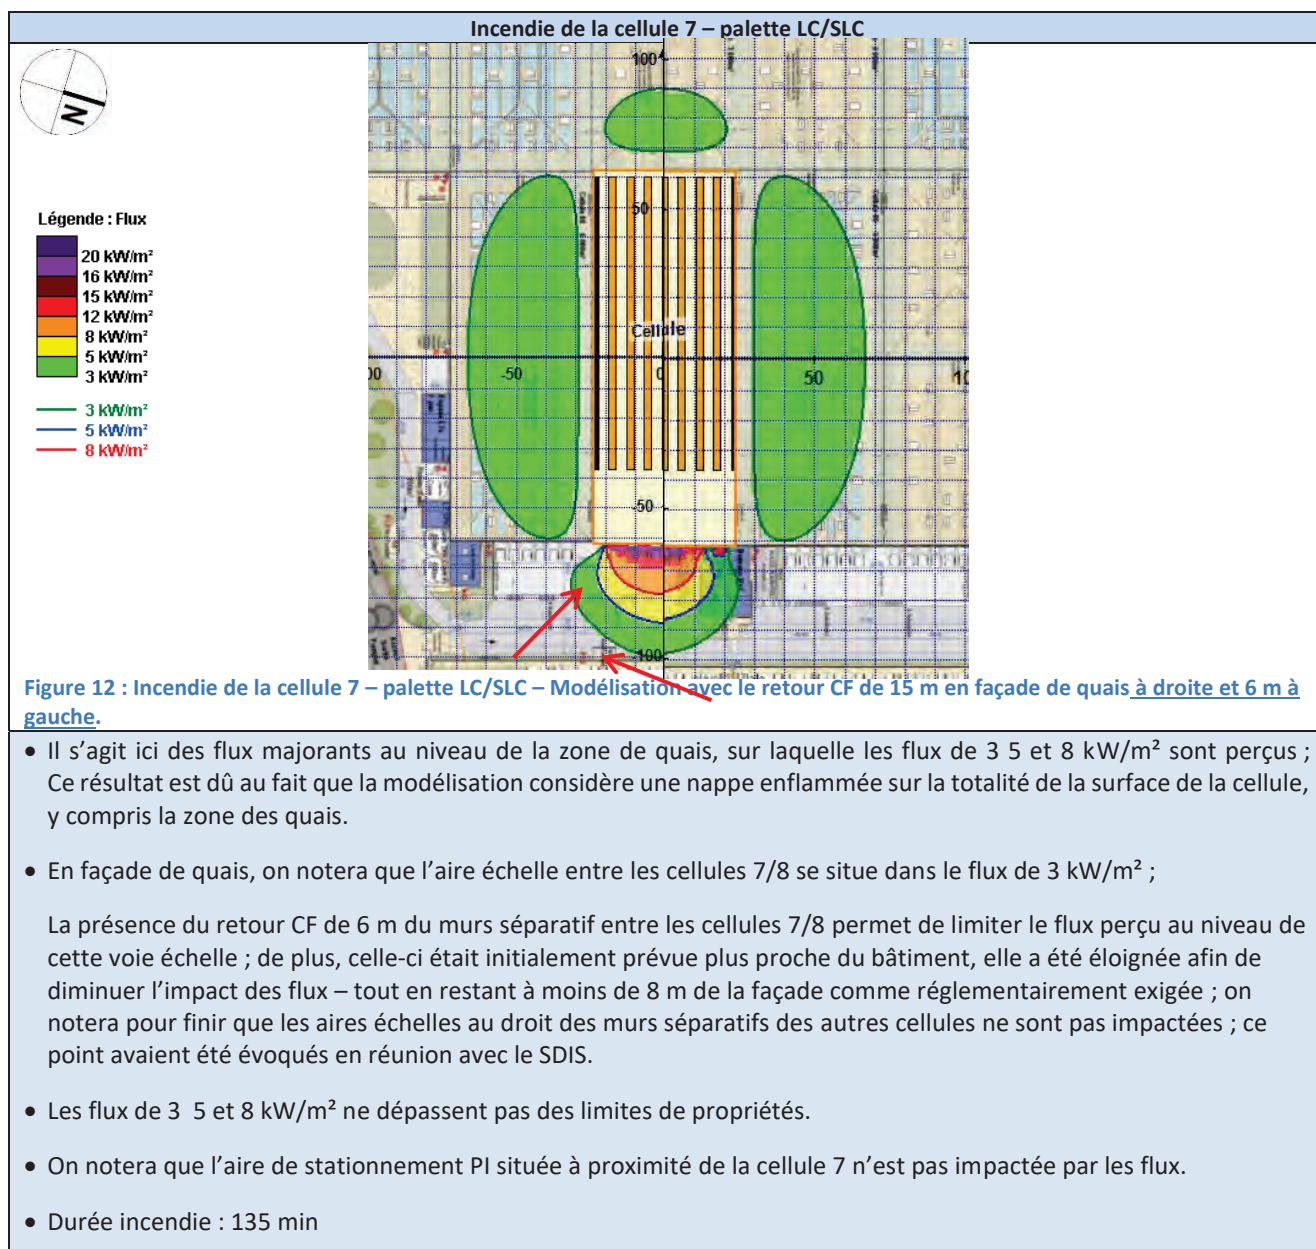 Incendie de la cellule 7 – palette LC/SLC
N
Légende : Flux
20 kW/m²
16 kW/m²
15 kW/m²
12 kW/m²
8 kW/m²
5 kW/m²
3 kW/m²
3 kW/m²
5 kW/m²
8 kW/m²
100
50
Cellule
00
-50
0
50
10
-50
-100
Figure 12 : Incendie de la cellule 7 – palette LC/SLC – Modélisation avec le retour CF de 15 m en façade de quais à droite et 6 m à
gauche.
• Il s’agit ici des flux majorants au niveau de la zone de quais, sur laquelle les flux de 3 5 et 8 kW/m² sont perçus ;
Ce résultat est dû au fait que la modélisation considère une nappe enflammée sur la totalité de la surface de la cellule,
y compris la zone des quais.
• En façade de quais, on notera que l’aire échelle entre les cellules 7/8 se situe dans le flux de 3 kW/m² ;
La présence du retour CF de 6 m du murs séparatif entre les cellules 7/8 permet de limiter le flux perçu au niveau de
cette voie échelle ; de plus, celle-ci était initialement prévue plus proche du bâtiment, elle a été éloignée afin de
diminuer l’impact des flux – tout en restant à moins de 8 m de la façade comme réglementairement exigée ; on
notera pour finir que les aires échelles au droit des murs séparatifs des autres cellules ne sont pas impactées ; ce
point avaient été évoqués en réunion avec le SDIS.
• Les flux de 3 5 et 8 kW/m² ne dépassent pas des limites de propriétés.
• On notera que l’aire de stationnement PI située à proximité de la cellule 7 n’est pas impactée par les flux.
• Durée incendie : 135 min